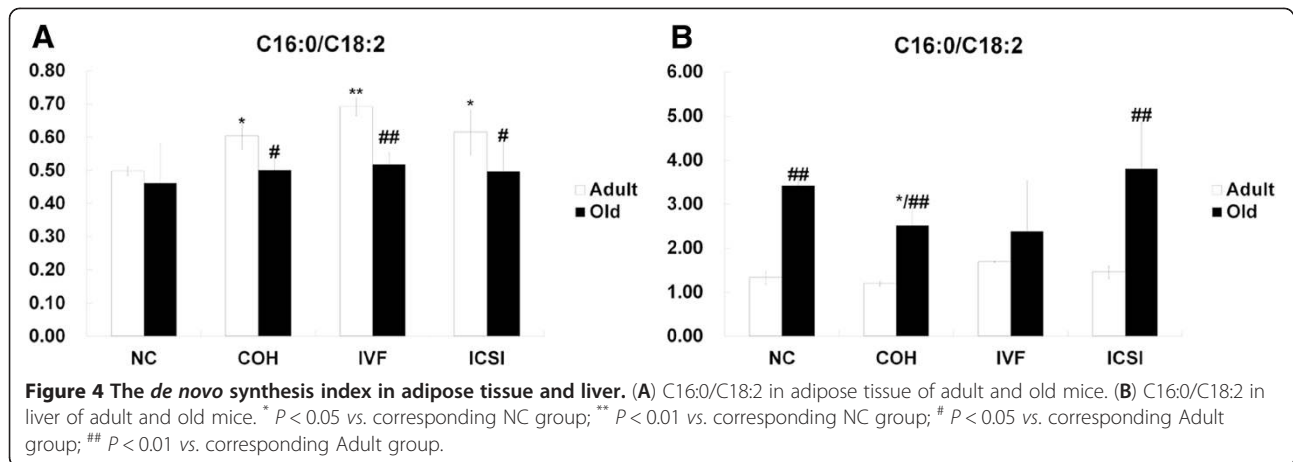 A
C16:0/C18:2
0.80
0.70
0.60
0.50
0.40
0.30
0.20
0.10
0.00
*
#
**
##
*
#
NC COH IVF ICSI
Adult
Old
B
C16:0/C18:2
6.00
5.00
4.00
3.00
2.00
1.00
0.00
##
*/##
##
NC COH IVF ICSI
Adult
Old
Figure 4 The de novo synthesis index in adipose tissue and liver. (A) C16:0/C18:2 in adipose tissue of adult and old mice. (B) C16:0/C18:2 in
liver of adult and old mice. * P < 0.05 vs. corresponding NC group; ** P < 0.01 vs. corresponding NC group; # P < 0.05 vs. corresponding Adult
group; ## P < 0.01 vs. corresponding Adult group.